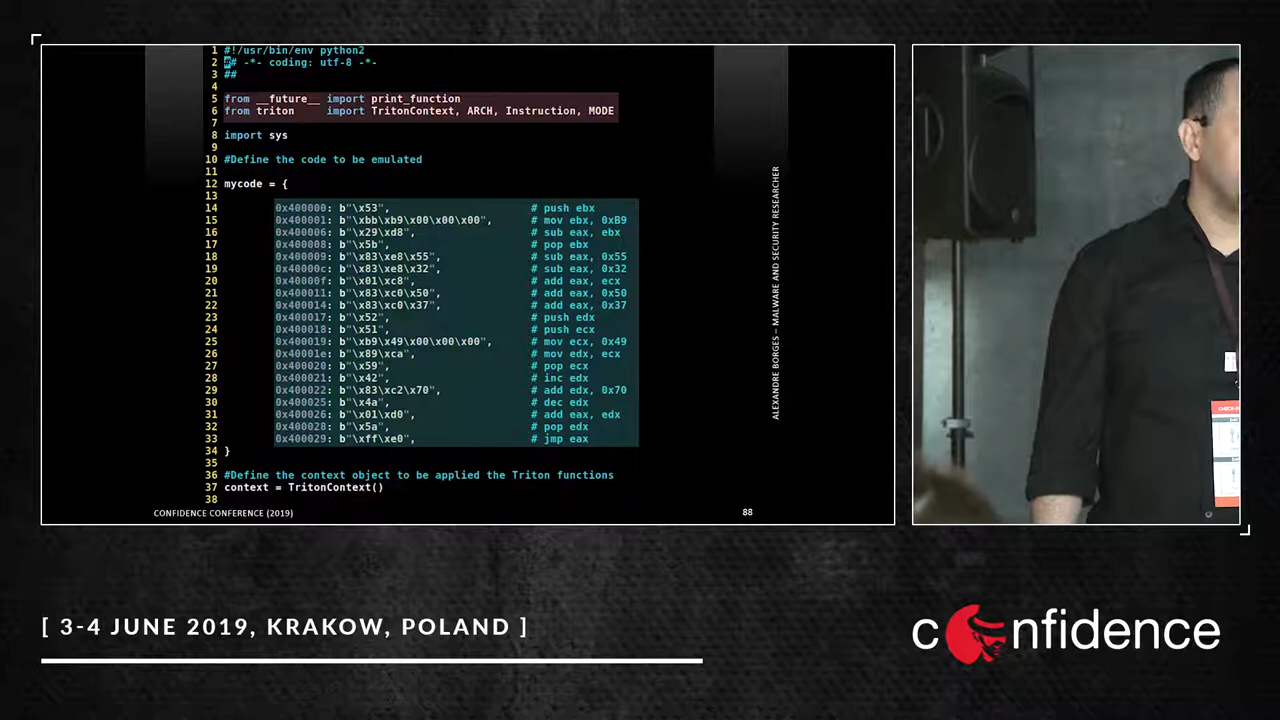 1 #!/usr/bin/env python2
2 ## -*- coding: utf-8 -*-
3 ##
4
5 from __future__ import print_function
6 from triton     import TritonContext, ARCH, Instruction, MODE
7
8 import sys
9
10 #Define the code to be emulated
11
12 mycode = {
13
14 0x400000: b"\x53", # push ebx
15 0x400001: b"\xbb\xb9\x00\x00\x00", # mov ebx, 0xB9
16 0x400006: b"\x29\xd8", # sub eax, ebx
17 0x400008: b"\x5b", # pop ebx
18 0x400009: b"\x83\xe8\x55", # sub eax, 0x55
19 0x40000c: b"\x83\xe8\x32", # sub eax, 0x32
20 0x40000f: b"\x01\xc8", # add eax, ecx
21 0x400011: b"\x83\xc0\x50", # add eax, 0x50
22 0x400014: b"\x83\xc0\x37", # add eax, 0x37
23 0x400017: b"\x52", # push edx
24 0x400018: b"\x51", # push ecx
25 0x400019: b"\xb9\x49\x00\x00\x00", # mov ecx, 0x49
26 0x40001e: b"\x89\xca", # mov edx, ecx
27 0x400020: b"\x59", # pop ecx
28 0x400021: b"\x42", # inc edx
29 0x400022: b"\x83\xc2\x70", # add edx, 0x70
30 0x400025: b"\x4a", # dec edx
31 0x400026: b"\x01\xd0", # add eax, edx
32 0x400028: b"\x5a", # pop edx
33 0x400029: b"\xff\xe0", # jmp eax
34 }
35
36 #Define the context object to be applied the Triton functions
37 context = TritonContext()
38
ALEXANDRE BORGES – MALWARE AND SECURITY RESEARCHER
CONFIDENCE CONFERENCE (2019)
88
[ 3-4 JUNE 2019, KRAKOW, POLAND ]
confidence